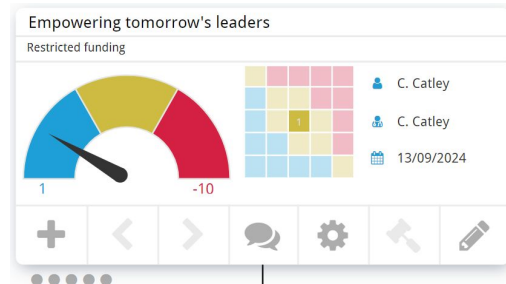 Empowering tomorrow's leaders
Restricted funding
1
-10
1
C. Catley
C. Catley
13/09/2024